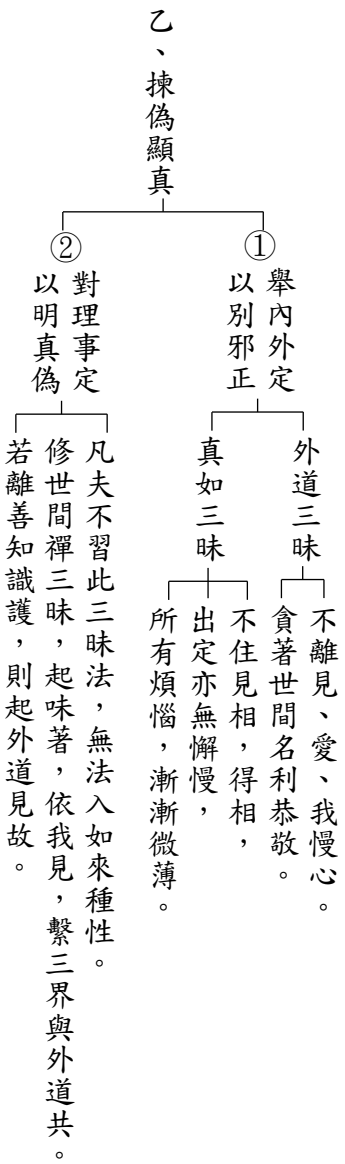 乙、揀偽顯真
①
舉內外定
以別邪正
外道三昧
不離見、愛、我慢心。
貪著世間名利恭敬。
真如三昧
不住見相,得相,
出定亦無懈慢,
所有煩惱,漸漸微薄。
②
對理事定
以明真偽
凡夫不習此三昧法,無法入如來種性。
修世間禪三昧,起味著,依我見,繫三界與外道共。
若離善知識護,則起外道見故。